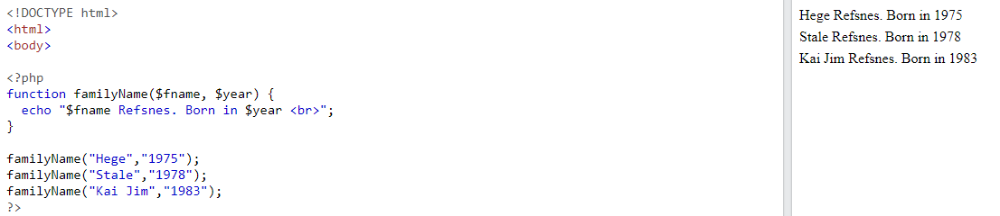 <!DOCTYPE html>
<html>
<body>
<?php
function familyName($fname, $year) {
  echo "$fname Refsnes. Born in $year <br>";
}
familyName("Hege","1975");
familyName("Stale","1978");
familyName("Kai Jim","1983");
?>
Hege Refsnes. Born in 1975
Stale Refsnes. Born in 1978
Kai Jim Refsnes. Born in 1983